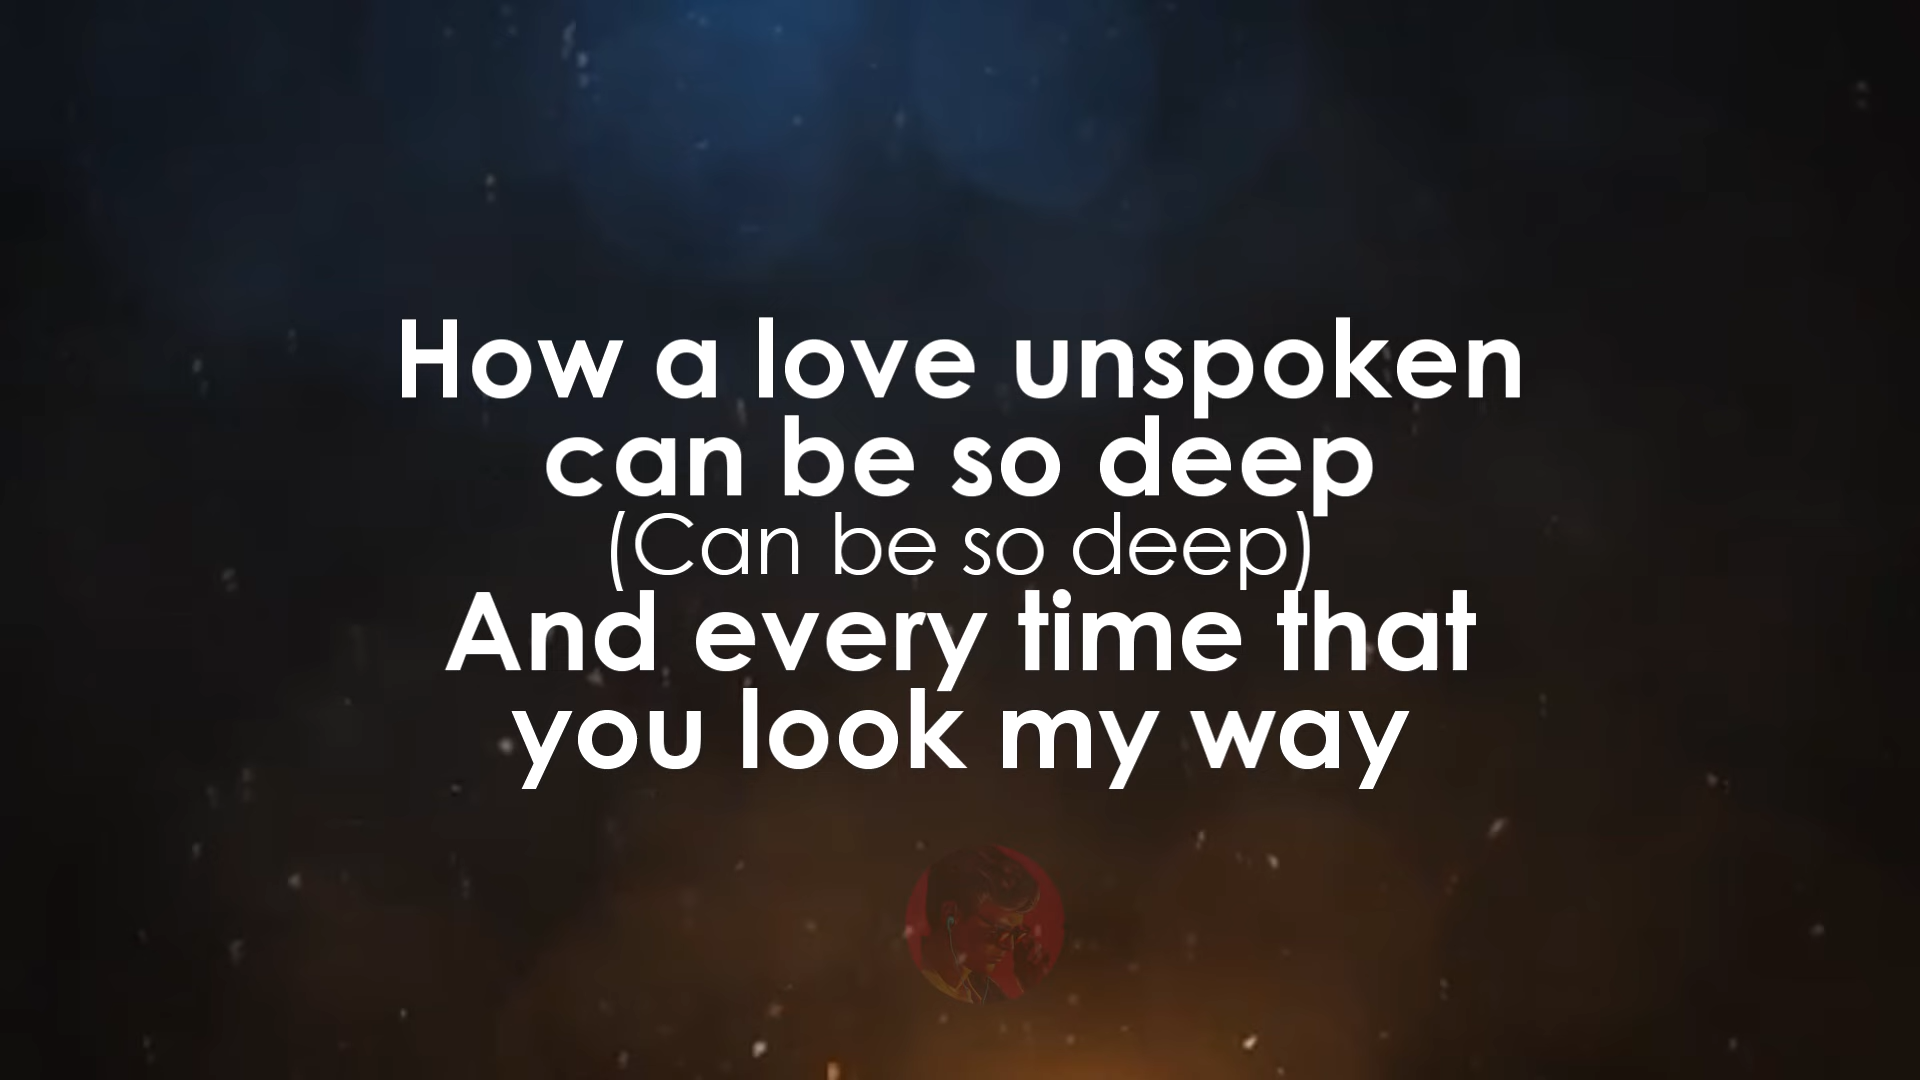 How a love unspoken
can be so deep
(Can be so deep)
And every time that
you look my way